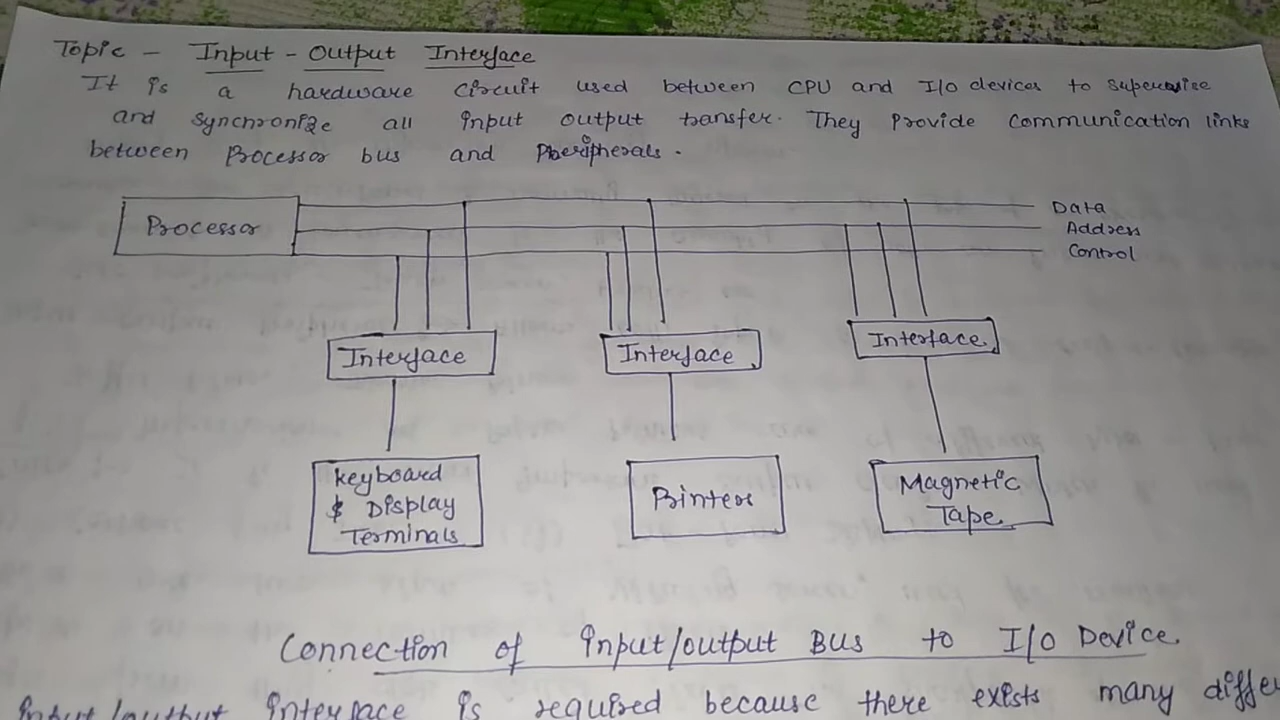 Topic - Input - Output Interface
It is a hardware circuit used between CPU and I/O devices to supervise
and synchronize all input output transfer. They provide communication links
between Processor bus and Peripherals.
Processor
Data
Address
Control
Interface
Interface
Interface
keyboard
& Display
Terminals
Printer
Magnetic
Tape
Connection of input/output Bus to I/O Device
input/output interface is required because there exists many differ